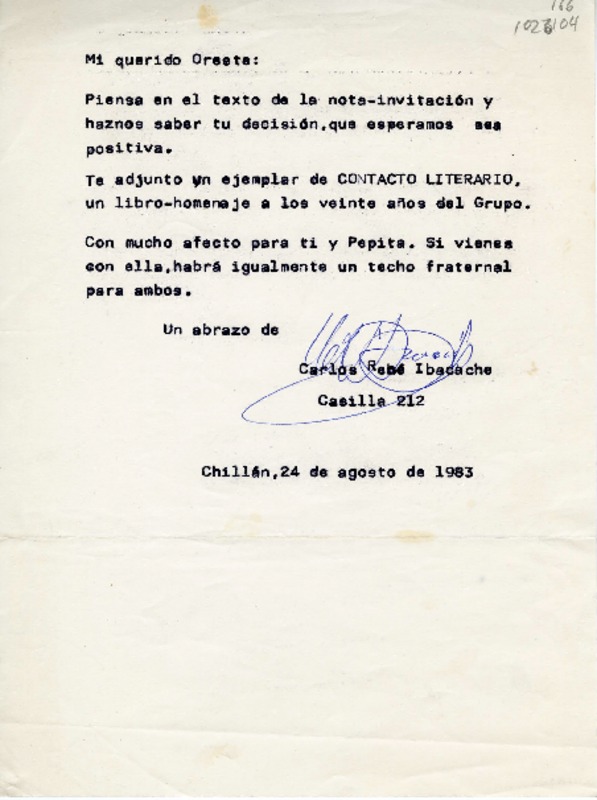 166
1023104
Mi querido Oreste:
Piensa en el texto de la nota-invitación y
haznos saber tu decisión,que esperamos sea
positiva.
Te adjunto un ejemplar de CONTACTO LITERARIO,
un libro-homenaje a los veinte años del Grupo.
Con mucho afecto para ti y Pepita. Si vienes
con ella,habrá igualmente un techo fraternal
para ambos.
Un abrazo de
Carlos René Ibacache
Casilla 212
Chillán,24 de agosto de 1983